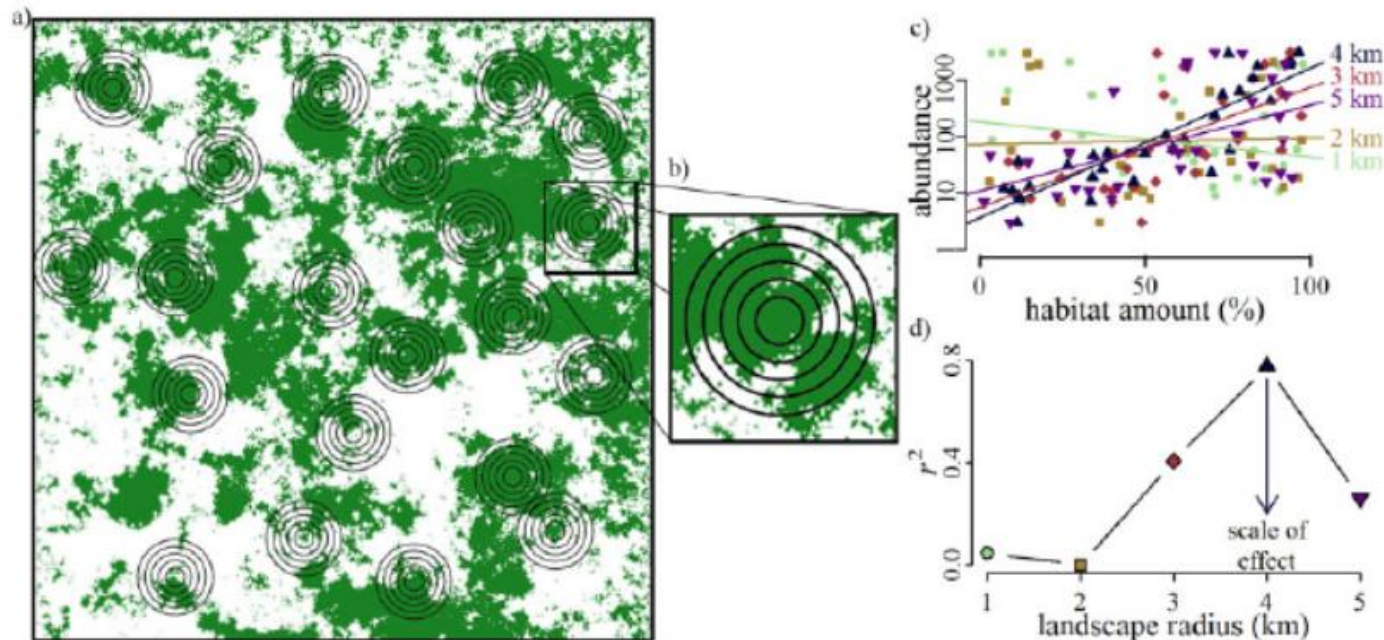 a)
b)
c)
abundance
1
10
100
1000
4 km
3 km
5 km
2 km
1 km
0
50
100
habitat amount (%)
d)
r²
0.0
0.4
0.8
scale of
effect
1
2
3
4
5
landscape radius (km)